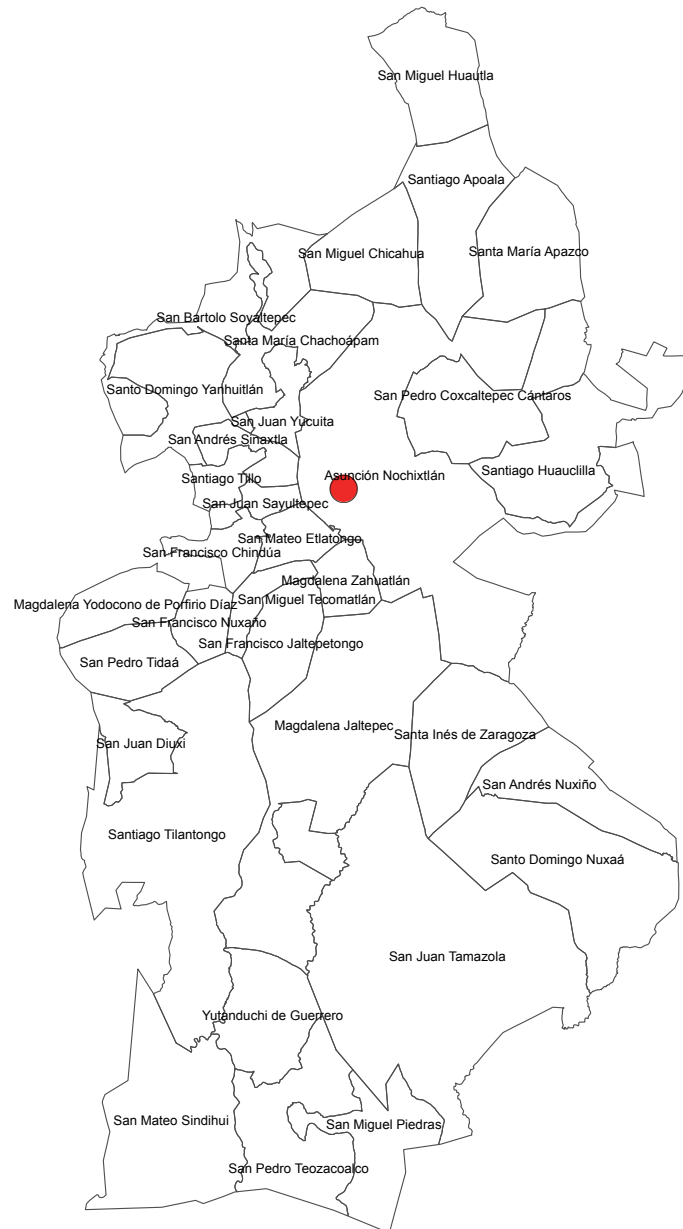 San Miguel Huautla
Santiago Apoala
San Miguel Chicahua
Santa María Apazco
San Bartolo Soyaltepec
Santa María Chachoápam
Santo Domingo Yanhuitlán
San Pedro Coxcaltepec Cántaros
San Juan Yucuita
San Andrés Sinaxtla
Santiago Huauclilla
Asunción Nochixtlán
Santiago Tillo
San Juan Sayultepec
San Mateo Etlatongo
San Francisco Chindúa
Magdalena Zahuatlán
San Miguel Tecomatlán
Magdalena Yodocono de Porfirio Díaz
San Francisco Nuxaño
San Francisco Jaltepetongo
San Pedro Tidaá
Magdalena Jaltepec
Santa Inés de Zaragoza
San Juan Diuxi
San Andrés Nuxiño
Santiago Tilantongo
Santo Domingo Nuxaá
San Juan Tamazola
Yutanduchi de Guerrero
San Mateo Sindihui
San Miguel Piedras
San Pedro Teozacoalco